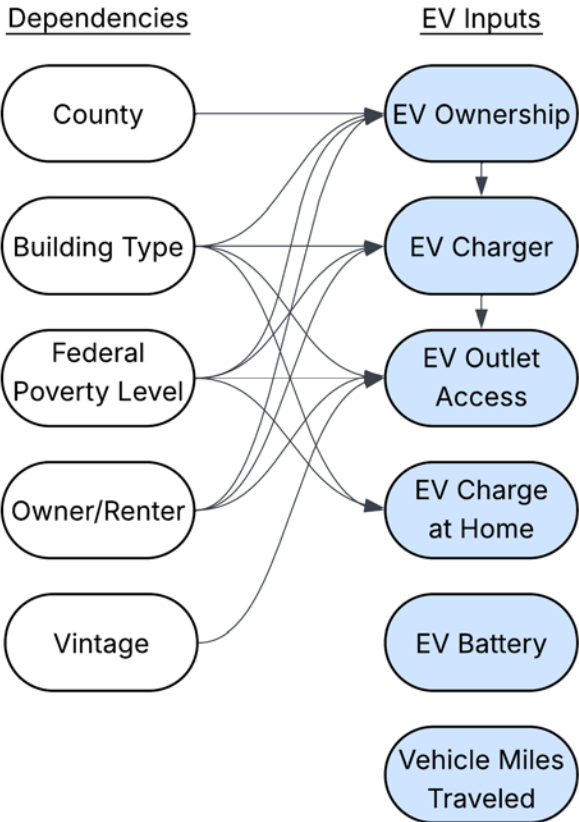 Dependencies
EV Inputs
County
EV Ownership
Building Type
EV Charger
Federal
Poverty Level
EV Outlet
Access
Owner/Renter
EV Charge
at Home
Vintage
EV Battery
Vehicle Miles
Traveled